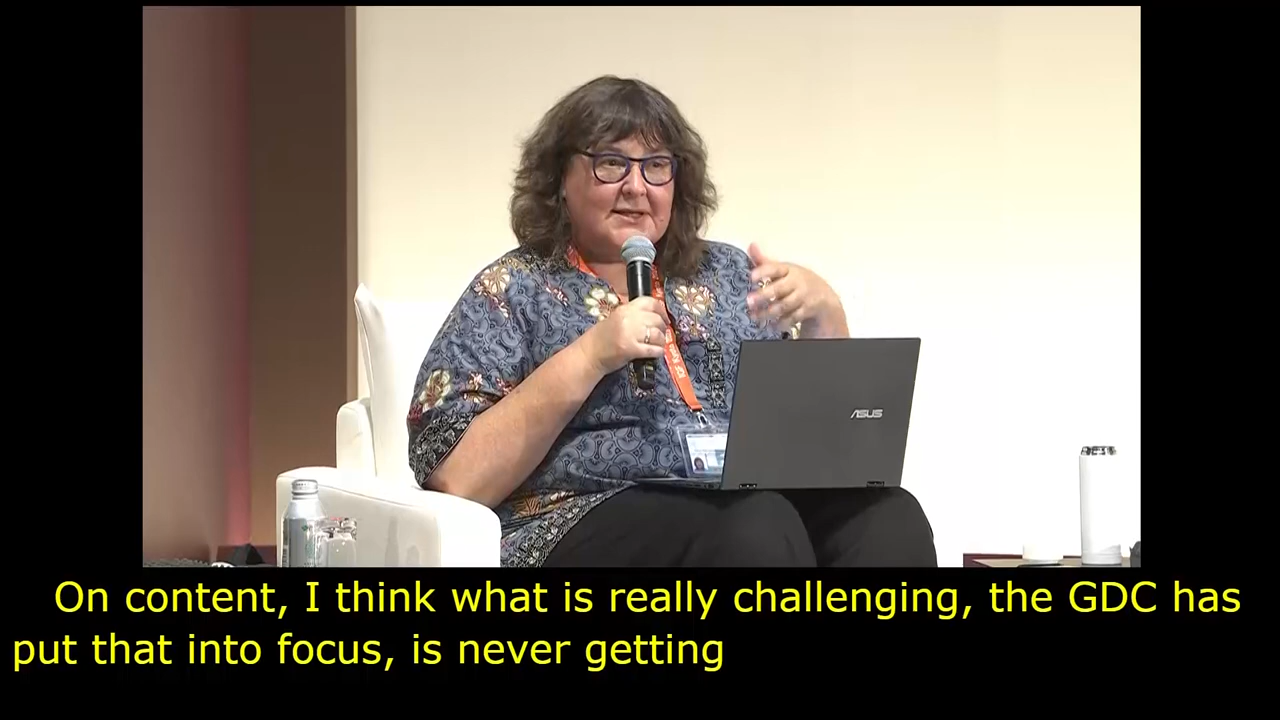 ASUS
On content, I think what is really challenging, the GDC has
put that into focus, is never getting